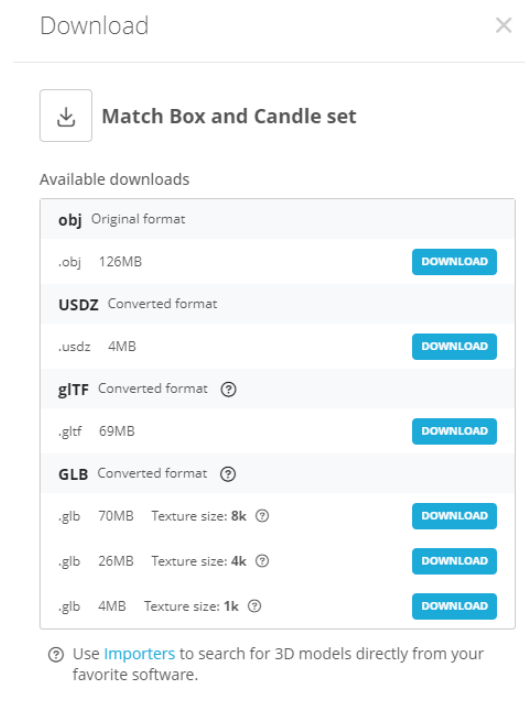 Download
Match Box and Candle set
Available downloads
obj Original format
.obj 126MB DOWNLOAD
USDZ Converted format
.usdz 4MB DOWNLOAD
glTF Converted format ?
.gltf 69MB DOWNLOAD
GLB Converted format ?
.glb 70MB Texture size: 8k ? DOWNLOAD
.glb 26MB Texture size: 4k ? DOWNLOAD
.glb 4MB Texture size: 1k ? DOWNLOAD
? Use Importers to search for 3D models directly from your
favorite software.